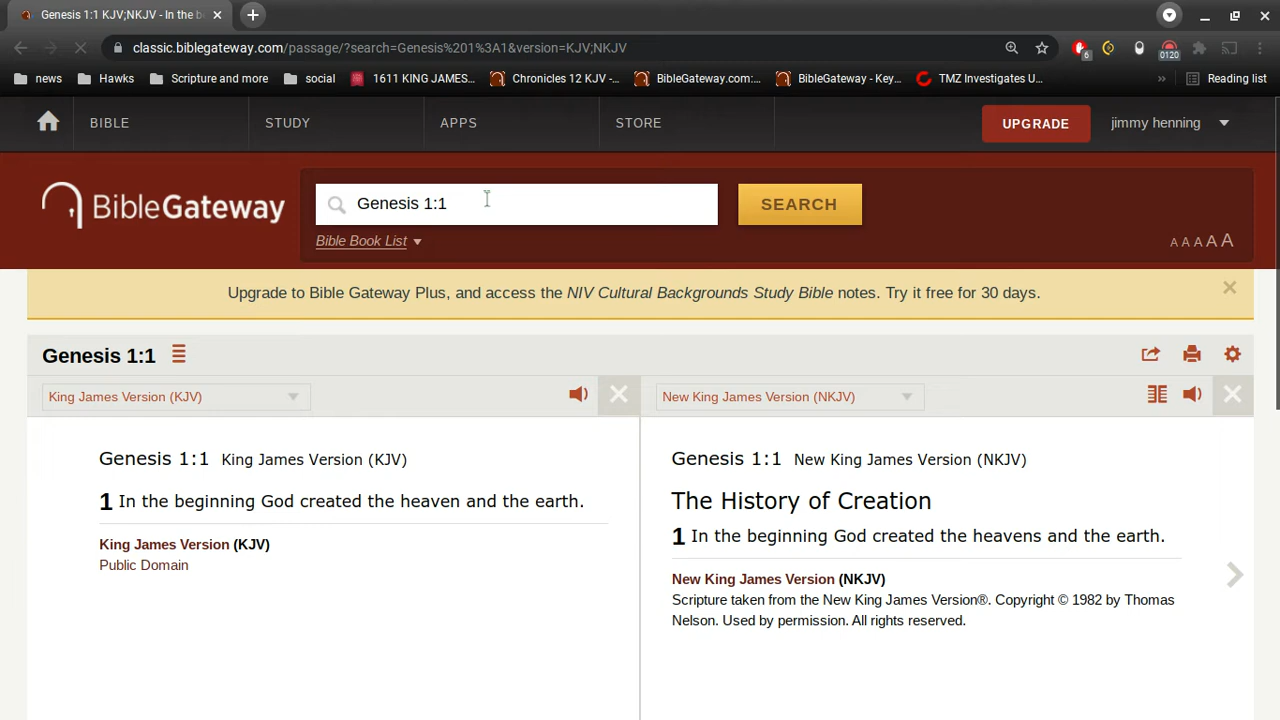 Genesis 1:1 KJV;NKJV - In the b
classic.biblegateway.com/passage/?search=Genesis%201%3A1&version=KJV;NKJV
6
0120
news
Hawks
Scripture and more
social
1611 KING JAMES...
Chronicles 12 KJV -...
BibleGateway.com:...
BibleGateway - Key...
TMZ Investigates U...
»
Reading list
BIBLE
STUDY
APPS
STORE
UPGRADE
jimmy henning
BibleGateway
Genesis 1:1
SEARCH
Bible Book List
A A A A A
Upgrade to Bible Gateway Plus, and access the NIV Cultural Backgrounds Study Bible notes. Try it free for 30 days.
Genesis 1:1
King James Version (KJV)
New King James Version (NKJV)
Genesis 1:1 King James Version (KJV)
1 In the beginning God created the heaven and the earth.
King James Version (KJV)
Public Domain
Genesis 1:1 New King James Version (NKJV)
The History of Creation
1 In the beginning God created the heavens and the earth.
New King James Version (NKJV)
Scripture taken from the New King James Version®. Copyright © 1982 by Thomas
Nelson. Used by permission. All rights reserved.